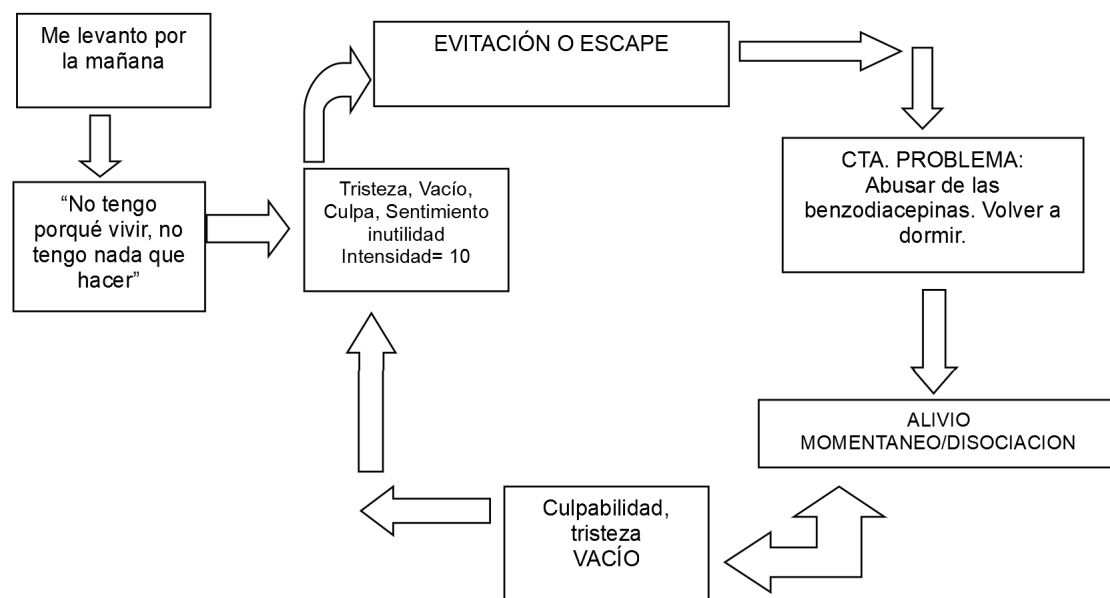 Me levanto por
la mañana
EVITACIÓN O ESCAPE
CTA. PROBLEMA:
Abusar de las
benzodiacepinas. Volver a
dormir.
“No tengo
porqué vivir, no
tengo nada que
hacer”
Tristeza, Vacío,
Culpa, Sentimiento
inutilidad
Intensidad= 10
ALIVIO
MOMENTANEO/DISOCIACION
Culpabilidad,
tristeza
VACÍO